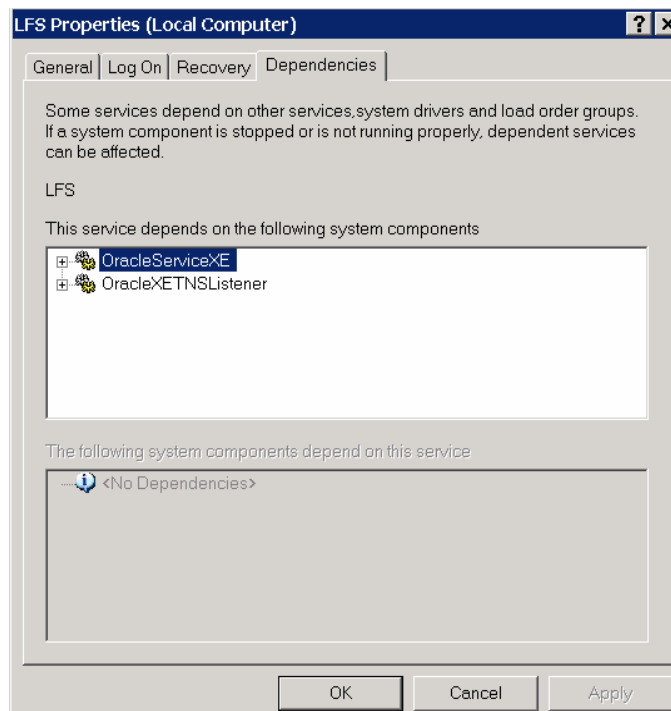 LFS Properties (Local Computer)
General Log On Recovery Dependencies
Some services depend on other services,system drivers and load order groups.
If a system component is stopped or is not running properly, dependent services
can be affected.
LFS
This service depends on the following system components
OracleServiceXE
OracleXETNSListener
The following system components depend on this service
<No Dependencies>
OK Cancel Apply